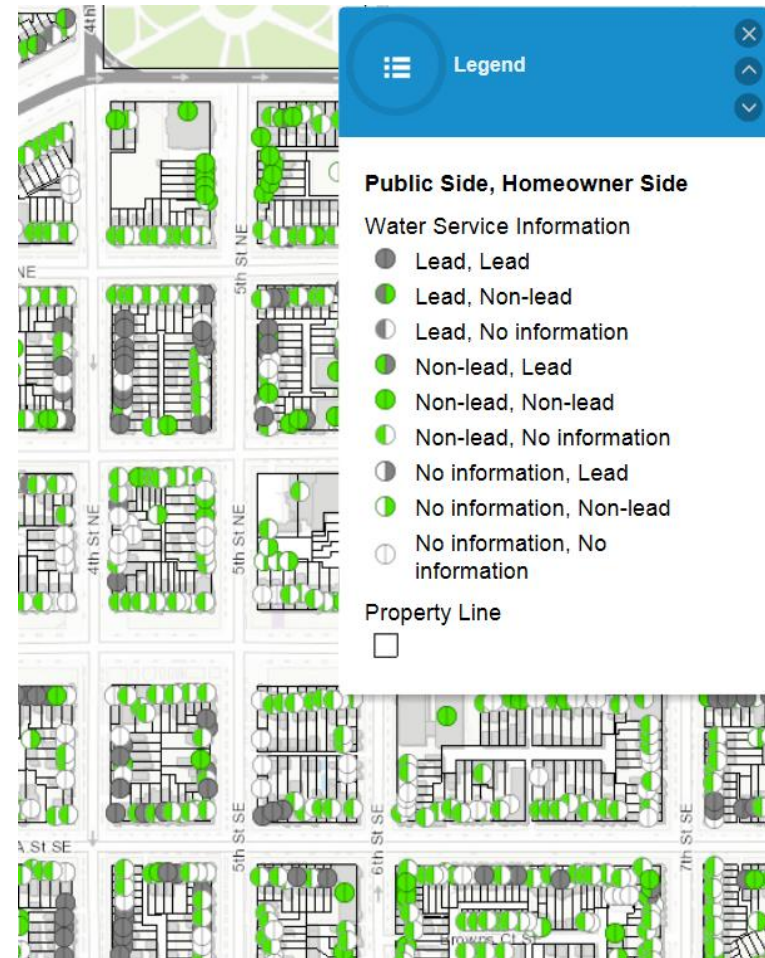 Legend
Public Side, Homeowner Side
Water Service Information
Lead, Lead
Lead, Non-lead
Lead, No information
Non-lead, Lead
Non-lead, Non-lead
Non-lead, No information
No information, Lead
No information, Non-lead
No information, No
information
Property Line
4th
5th St NE
NE
4th St NE
5th St NE
A St SE
5th St SE
6th St SE
7th St SE
Browns Ct SE